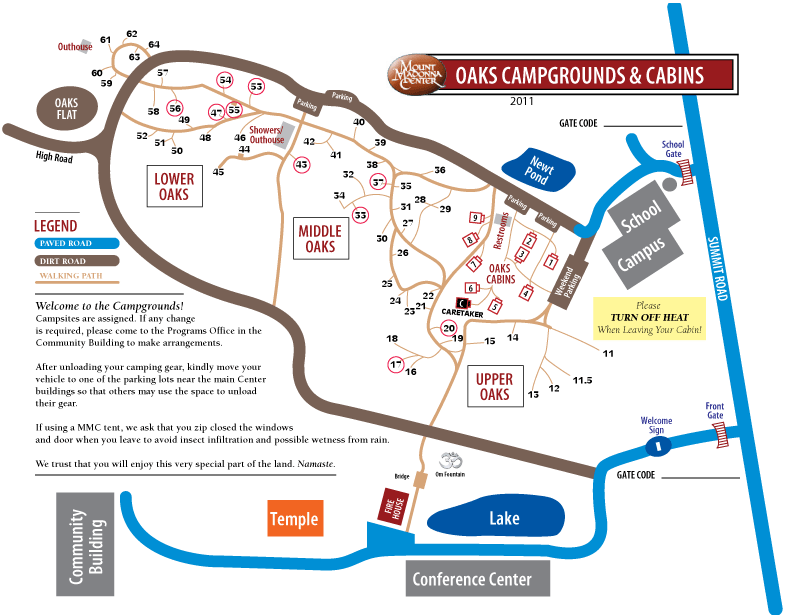 MOUNT
MADONNA
CENTER
OAKS CAMPGROUNDS & CABINS
2011
GATE CODE
School
Gate
61
62
64
Outhouse
63
60
59
57
54
53
OAKS
FLAT
58
56
49
47
55
Parking
Parking
52
51
50
48
46
Showers/
Outhouse
44
45
43
High Road
LOWER
OAKS
40
42
41
39
38
36
32
37
35
34
33
31
28
29
27
30
26
MIDDLE
OAKS
Newt
Pond
Parking
Parking
School
Campus
SUMMIT ROAD
9
Restrooms
8
7
6
2
3
1
4
5
OAKS
CABINS
C
CARETAKER
Weekend
Parking
LEGEND
PAVED ROAD
DIRT ROAD
WALKING PATH
Welcome to the Campgrounds!
Campsites are assigned. If any change
is required, please come to the Programs Office in the
Community Building to make arrangements.
After unloading your camping gear, kindly move your
vehicle to one of the parking lots near the main Center
buildings so that others may use the space to unload
their gear.
If using a MMC tent, we ask that you zip closed the windows
and door when you leave to avoid insect infiltration and possible wetness from rain.
We trust that you will enjoy this very special part of the land. Namaste.
25
24
23
22
21
20
19
18
17
16
15
14
13
12
11.5
11
Please
TURN OFF HEAT
When Leaving Your Cabin!
UPPER
OAKS
Welcome
Sign
Front
Gate
GATE CODE
Bridge
Om Fountain
FIRE
HOUSE
Temple
Lake
Community
Building
Conference Center